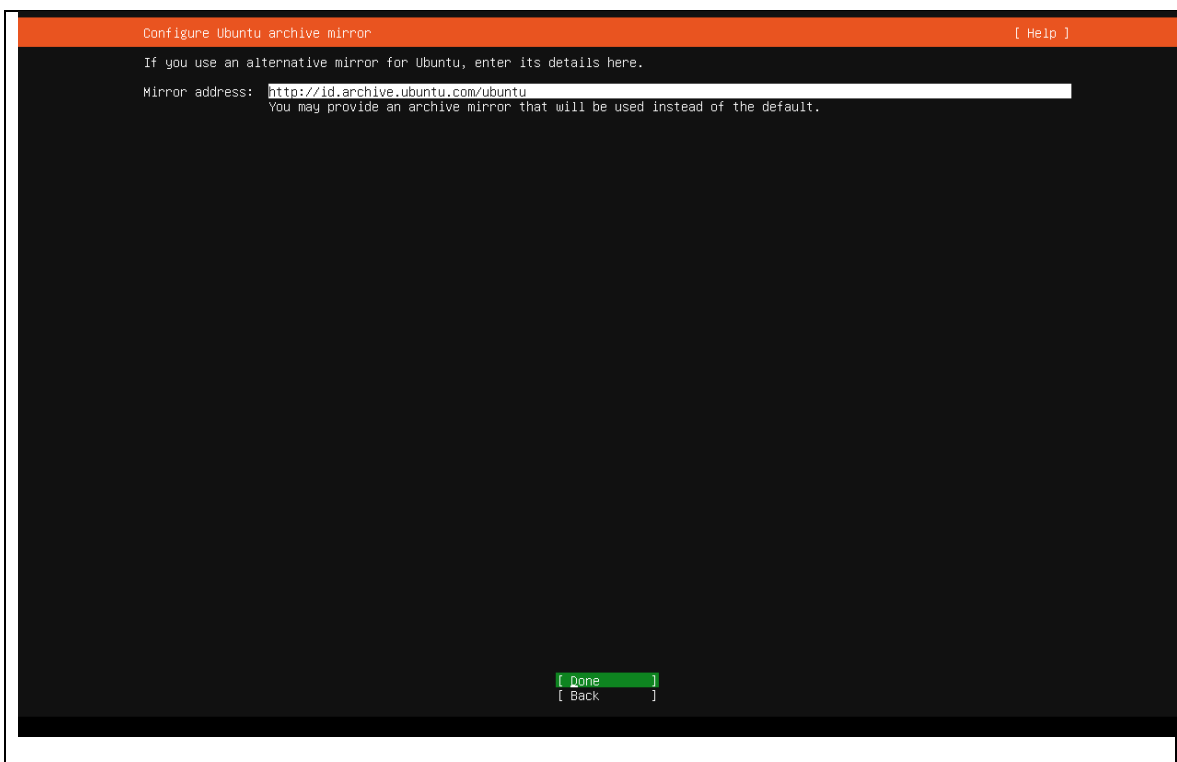 Configure Ubuntu archive mirror [ Help ]
If you use an alternative mirror for Ubuntu, enter its details here.
Mirror address: http://id.archive.ubuntu.com/ubuntu
You may provide an archive mirror that will be used instead of the default.
[ Done ]
[ Back ]